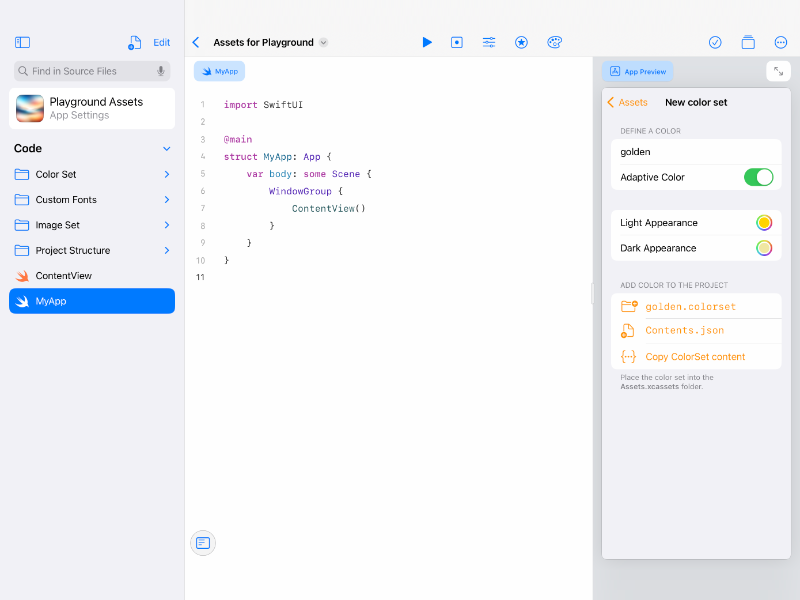 Edit
Assets for Playground
Find in Source Files
MyApp
App Preview
Playground Assets
App Settings
Code
Color Set
Custom Fonts
Image Set
Project Structure
ContentView
MyApp
1 import SwiftUI
2
3 @main
4 struct MyApp: App {
5 var body: some Scene {
6 WindowGroup {
7 ContentView()
8 }
9 }
10 }
11
Assets
New color set
DEFINE A COLOR
golden
Adaptive Color
Light Appearance
Dark Appearance
ADD COLOR TO THE PROJECT
golden.colorset
Contents.json
Copy ColorSet content
Place the color set into the
Assets.xcassets folder.